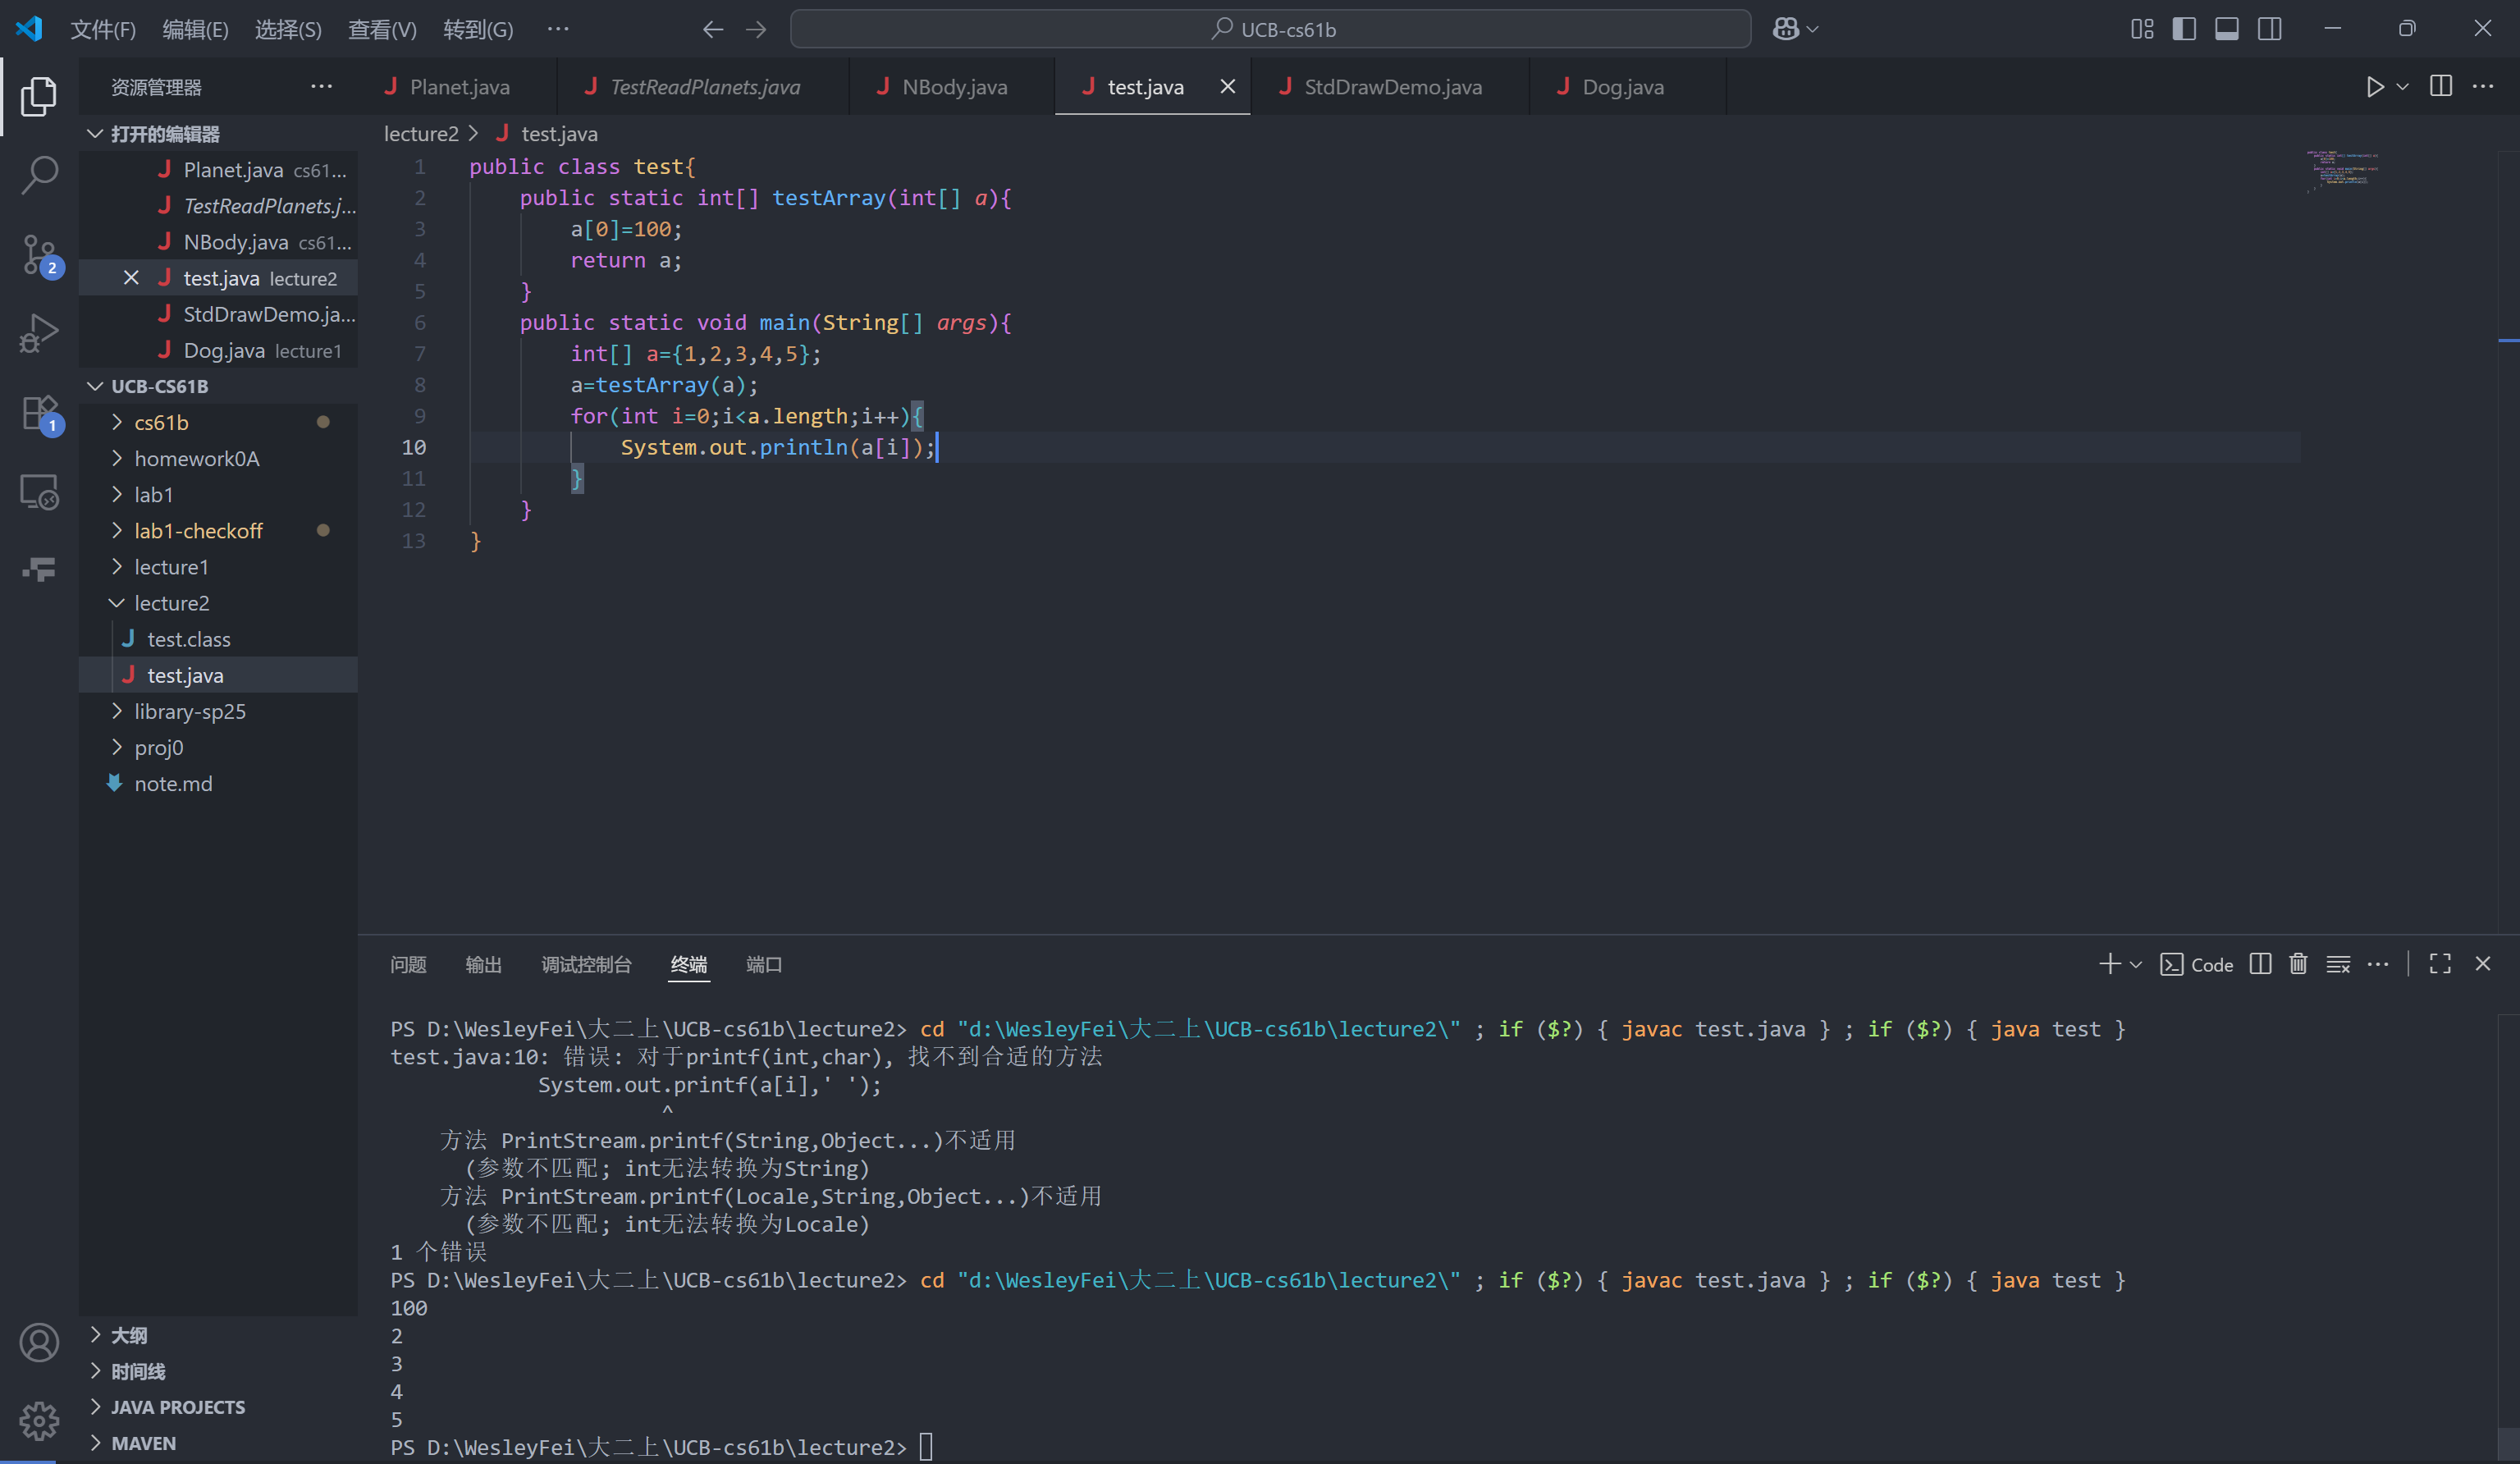 文件(F) 编辑(E) 选择(S) 查看(V) 转到(G) ··· UCB-cs61b
资源管理器 ···
Planet.java TestReadPlanets.java NBody.java test.java StdDrawDemo.java Dog.java
打开的编辑器
Planet.java cs61...
TestReadPlanets.j...
NBody.java cs61...
test.java lecture2
StdDrawDemo.ja...
Dog.java lecture1
UCB-CS61B
cs61b
homework0A
lab1
lab1-checkoff
lecture1
lecture2
test.class
test.java
library-sp25
proj0
note.md
大纲
时间线
JAVA PROJECTS
MAVEN
2
1
lecture2 > test.java
1 public class test{
2 public static int[] testArray(int[] a){
3 a[0]=100;
4 return a;
5 }
6 public static void main(String[] args){
7 int[] a={1,2,3,4,5};
8 a=testArray(a);
9 for(int i=0;i<a.length;i++){
10 System.out.println(a[i]);
11 }
12 }
13 }
问题 输出 调试控制台 终端 端口 Code
PS D:\WesleyFei\大二上\UCB-cs61b\lecture2> cd "d:\WesleyFei\大二上\UCB-cs61b\lecture2\" ; if ($?) { javac test.java } ; if ($?) { java test }
test.java:10: 错误: 对于printf(int,char), 找不到合适的方法
System.out.printf(a[i],' ');
^
方法 PrintStream.printf(String,Object...)不适用
(参数不匹配; int无法转换为String)
方法 PrintStream.printf(Locale,String,Object...)不适用
(参数不匹配; int无法转换为Locale)
1 个错误
PS D:\WesleyFei\大二上\UCB-cs61b\lecture2> cd "d:\WesleyFei\大二上\UCB-cs61b\lecture2\" ; if ($?) { javac test.java } ; if ($?) { java test }
100
2
3
4
5
PS D:\WesleyFei\大二上\UCB-cs61b\lecture2>